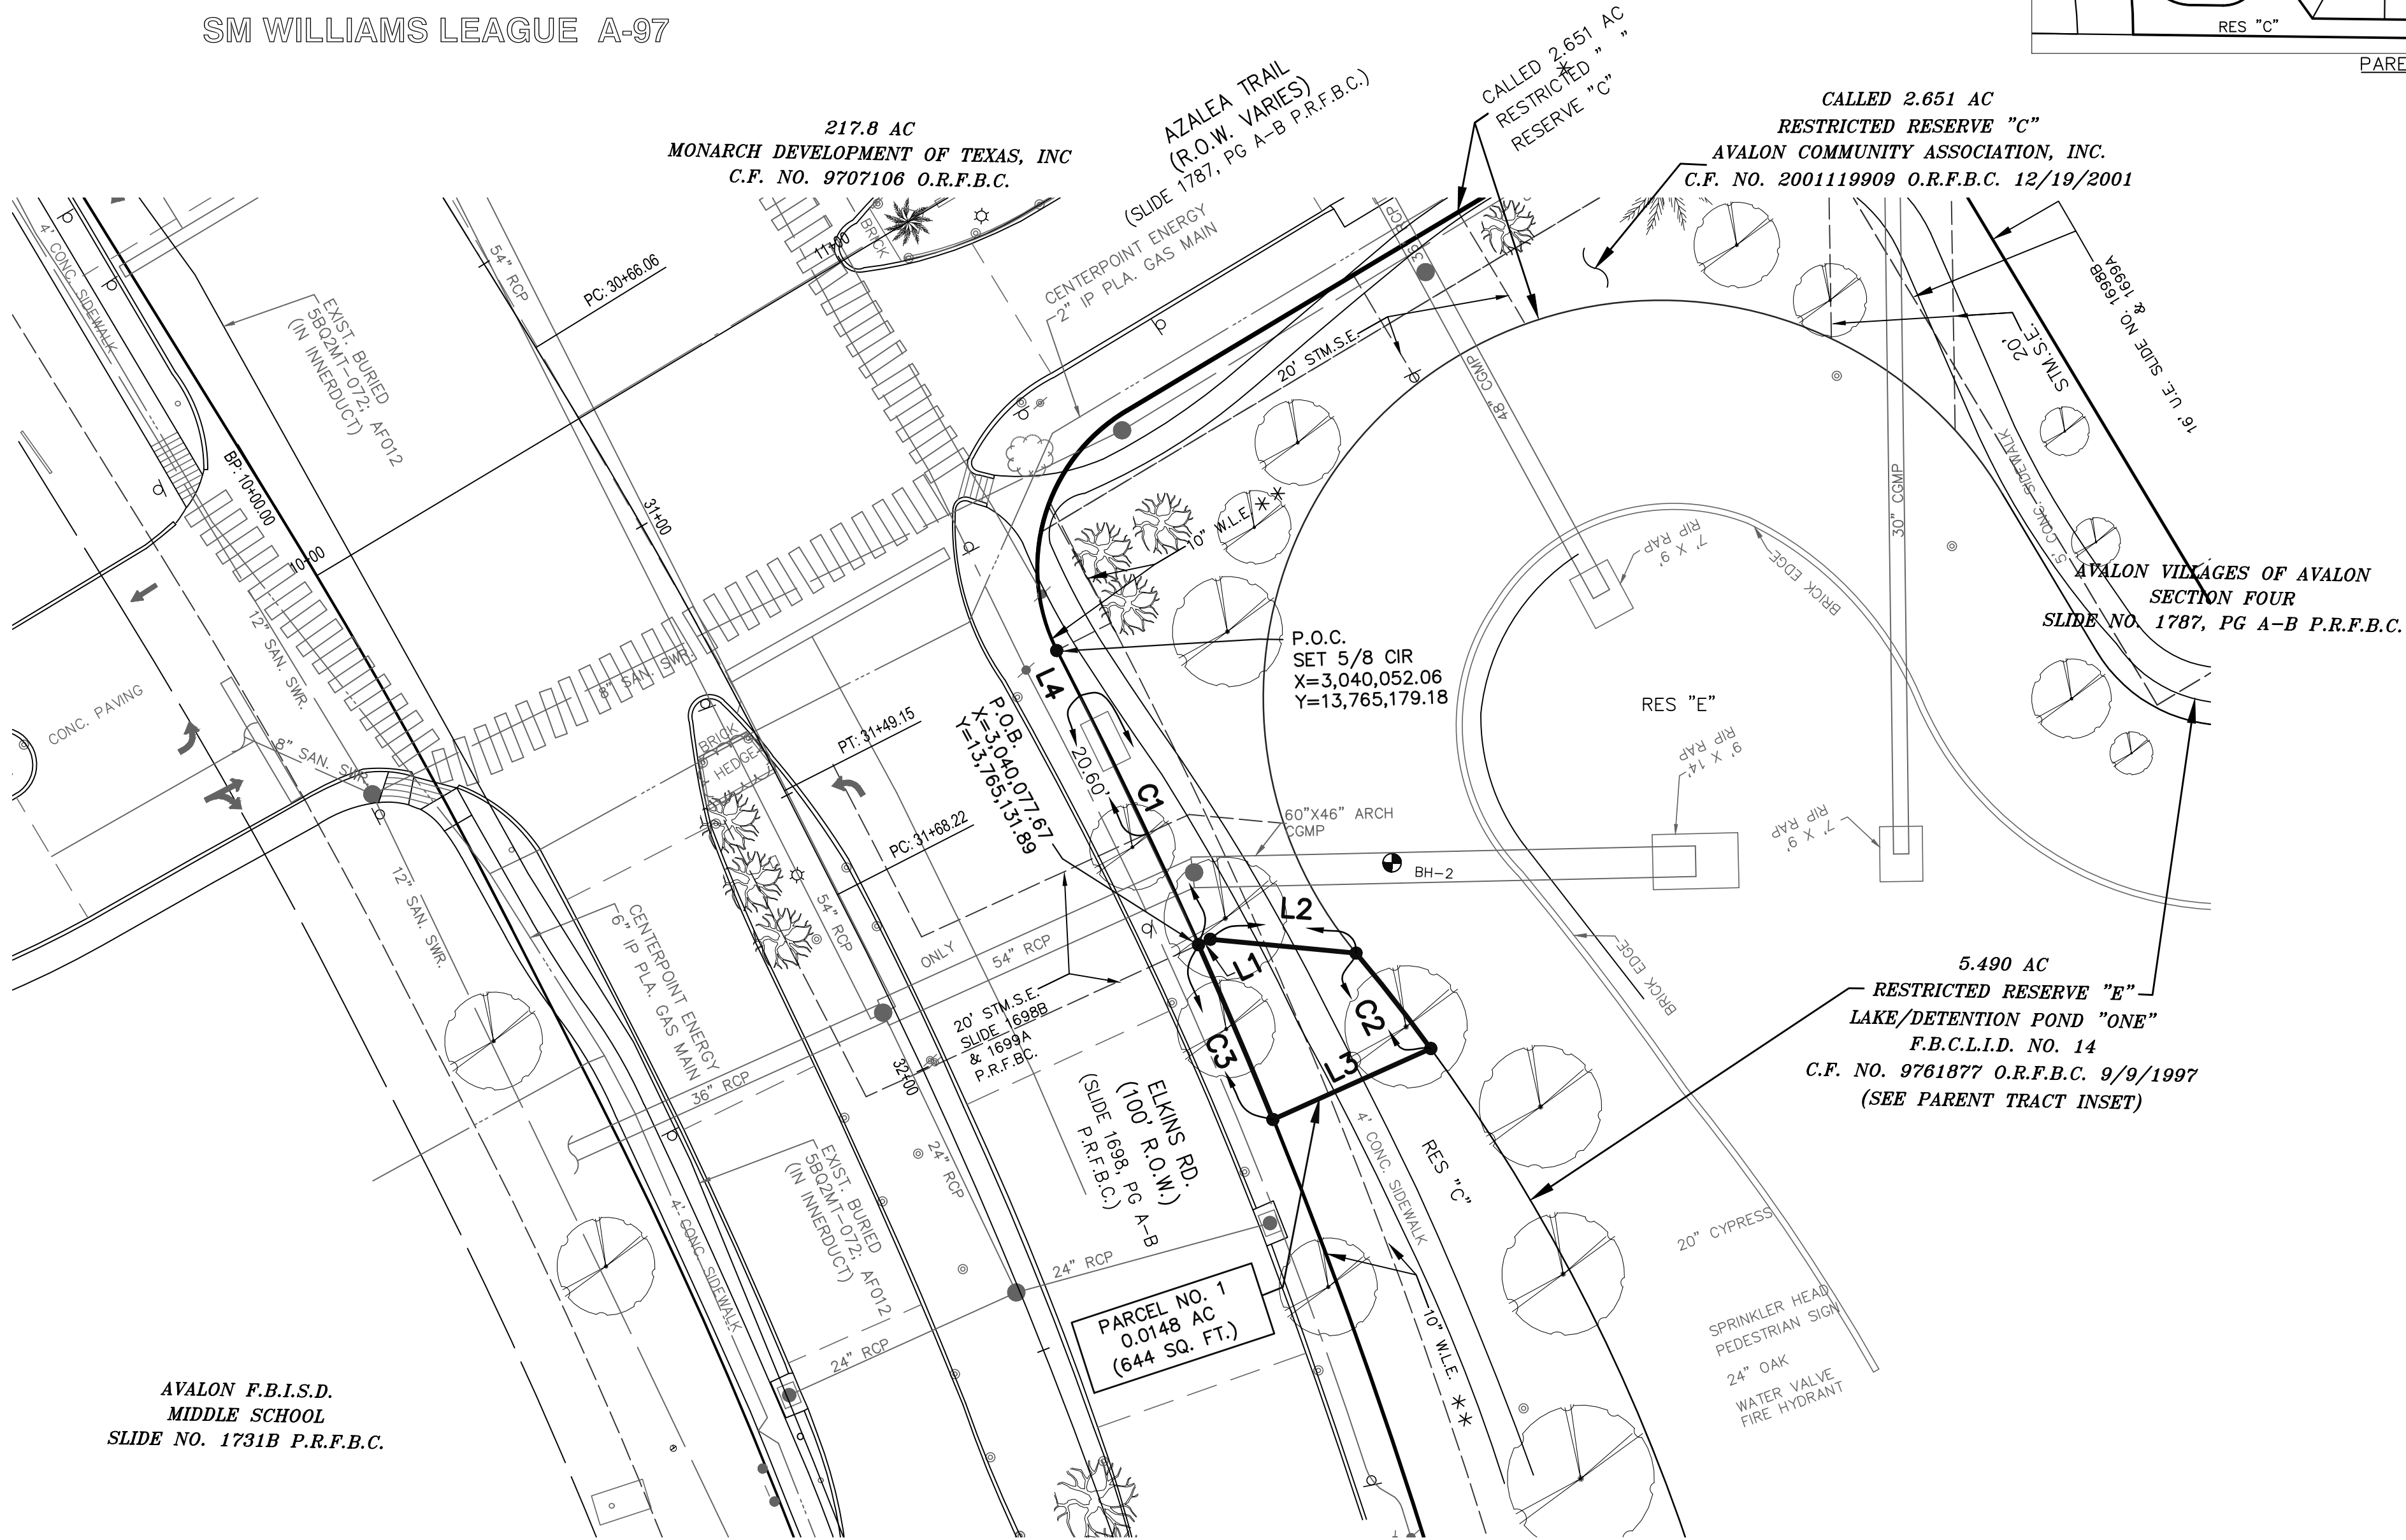 SM WILLIAMS LEAGUE A-97
RES "C"
217.8 AC
MONARCH DEVELOPMENT OF TEXAS, INC
C.F. NO. 9707106 O.R.F.B.C.
AZALEA TRAIL
(R.O.W. VARIES)
(SLIDE 1787, PG A-B P.R.F.B.C.)
CENTERPOINT ENERGY
2" IP PLA. GAS MAIN
CALLED 2.651 AC
RESTRICTED " "
RESERVE "C"
CALLED 2.651 AC
RESTRICTED RESERVE "C"
AVALON COMMUNITY ASSOCIATION, INC.
C.F. NO. 2001119909 O.R.F.B.C. 12/19/2001
4' CONC. SIDEWALK
EXIST. BURIED
5BQ2MT-072; AF012
(IN INNERDUCT)
54" RCP
PC: 30+66.06
11+00
BRICK
20' STM.S.E.
36" RCP
48" CGMP
30" CGMP
20'
STM.S.E.
16' U.E. SLIDE NO. 1698B
& 1699A
5' CONC. SIDEWALK
BP: 10+00.00
10+00
31+00
12" SAN. SWR.
8" SAN. SWR.
10" W.L.E. **
7' X 9'
RIP RAP
BRICK EDGE
AVALON VILLAGES OF AVALON
SECTION FOUR
SLIDE NO. 1787, PG A-B P.R.F.B.C.
P.O.C.
SET 5/8 CIR
X=3,040,052.06
Y=13,765,179.18
L4
20.60'
RES "E"
CONC. PAVING
8" SAN. SWR.
BRICK
HEDGE
PT: 31+49.15
P.O.B.
X=3,040,077.67
Y=13,765,131.89
C1
9' X 14'
RIP RAP
7' X 9'
RIP RAP
60"X46" ARCH
CGMP
PC: 31+68.22
BH-2
12" SAN. SWR.
CENTERPOINT ENERGY
6" IP PLA. GAS MAIN
54" RCP
ONLY
54" RCP
L2
L1
C2
C3
L3
BRICK EDGE
20' STM.S.E.
SLIDE 1698B
& 1699A
P.R.F.BC.
32+00
36" RCP
5.490 AC
RESTRICTED RESERVE "E"
LAKE/DETENTION POND "ONE"
F.B.C.L.I.D. NO. 14
C.F. NO. 9761877 O.R.F.B.C. 9/9/1997
(SEE PARENT TRACT INSET)
ELKINS RD.
(100' R.O.W.)
(SLIDE 1698, PG A-B
P.R.F.B.C.)
4' CONC. SIDEWALK
RES "C"
EXIST. BURIED
5BQ2MT-072; AF012
(IN INNERDUCT)
24" RCP
4' CONC. SIDEWALK
24" RCP
24" RCP
PARCEL NO. 1
0.0148 AC
(644 SQ. FT.)
10" W.L.E. **
20" CYPRESS
SPRINKLER HEAD
PEDESTRIAN SIGN
24" OAK
WATER VALVE
FIRE HYDRANT
AVALON F.B.I.S.D.
MIDDLE SCHOOL
SLIDE NO. 1731B P.R.F.B.C.